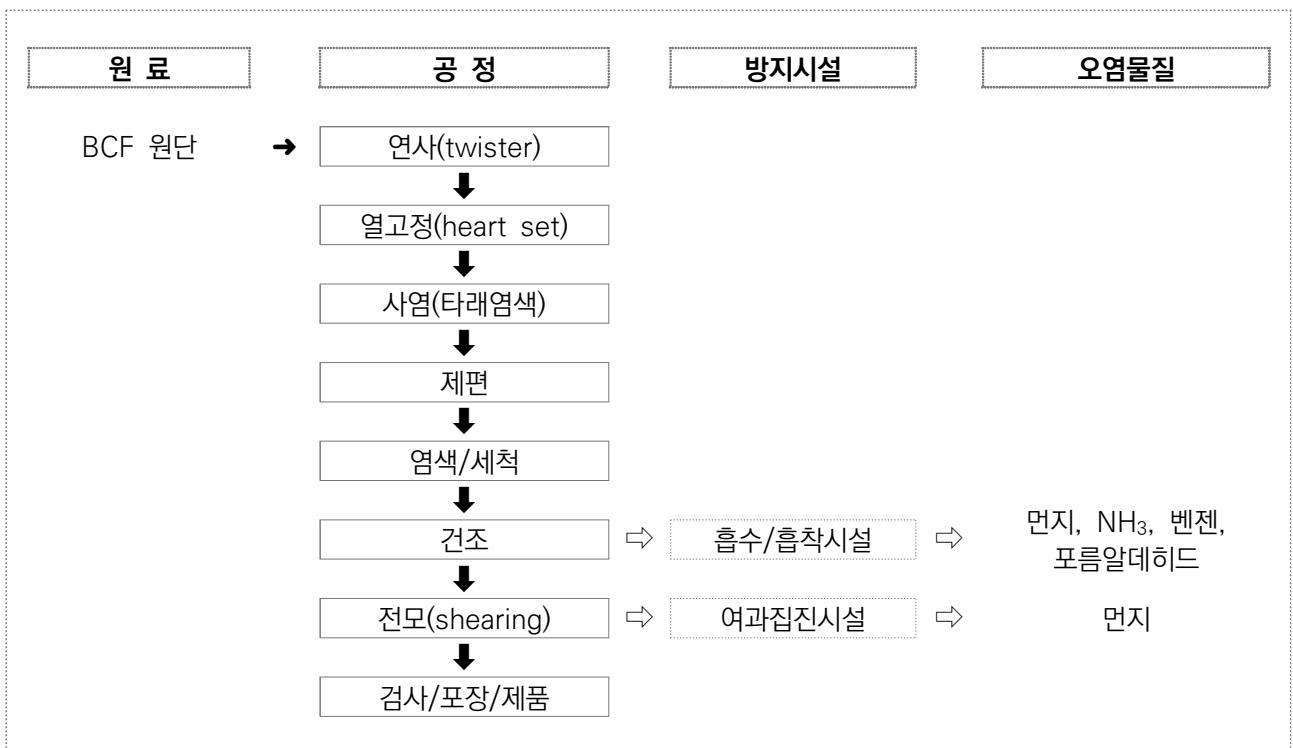 원 료 공 정 방지시설 오염물질
BCF 원단 ➜ 연사(twister)
열고정(heart set)
사염(타래염색)
제편
염색/세척
건조 ⇨ 흡수/흡착시설 ⇨ 먼지, NH₃, 벤젠,
포름알데히드
전모(shearing) ⇨ 여과집진시설 ⇨ 먼지
검사/포장/제품